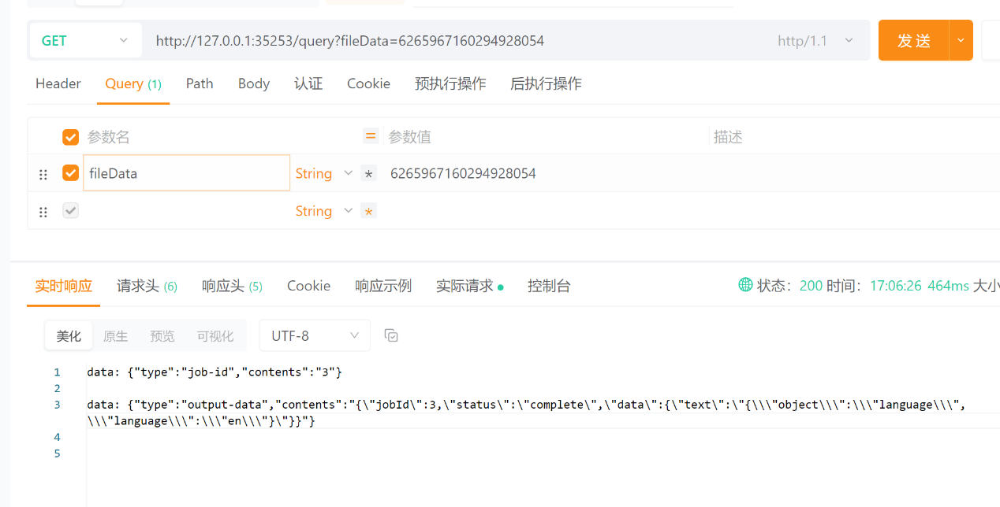 GET http://127.0.0.1:35253/query?fileData=6265967160294928054 http/1.1 发 送
Header Query (1) Path Body 认证 Cookie 预执行操作 后执行操作
参数名 = 参数值 描述
fileData String * 6265967160294928054
String *
实时响应 请求头 (6) 响应头 (5) Cookie 响应示例 实际请求 控制台 状态: 200 时间: 17:06:26 464ms 大小
美化 原生 预览 可视化 UTF-8
1 data: {"type":"job-id","contents":"3"}
2
3 data: {"type":"output-data","contents":"{\"jobId\":3,\"status\":\"complete\",\"data\":{\"text\":\"{\\\"object\\\":\\\"language\\\",
\\\"language\\\":\\\"en\\\"}\"}}"}
4
5